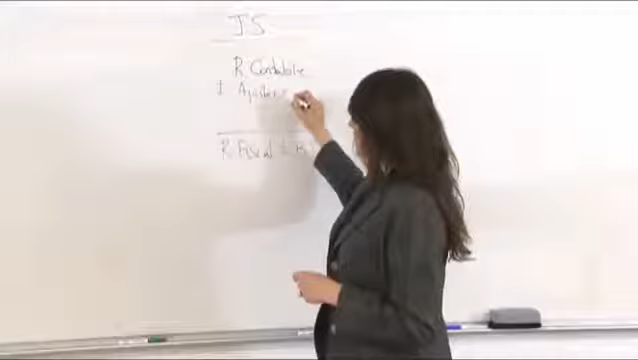 IS
R Contable
± Ajustes
R Fiscal =